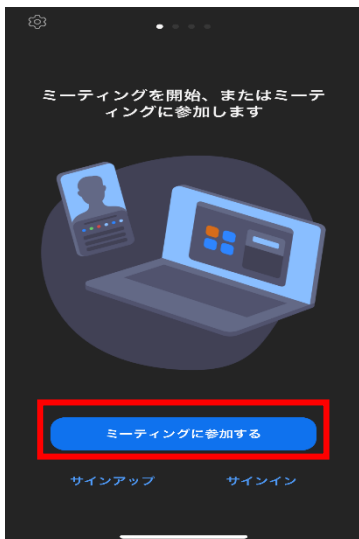 ミーティングを開始、またはミーテ
ィングに参加します
ミーティングに参加する
サインアップ
サインイン